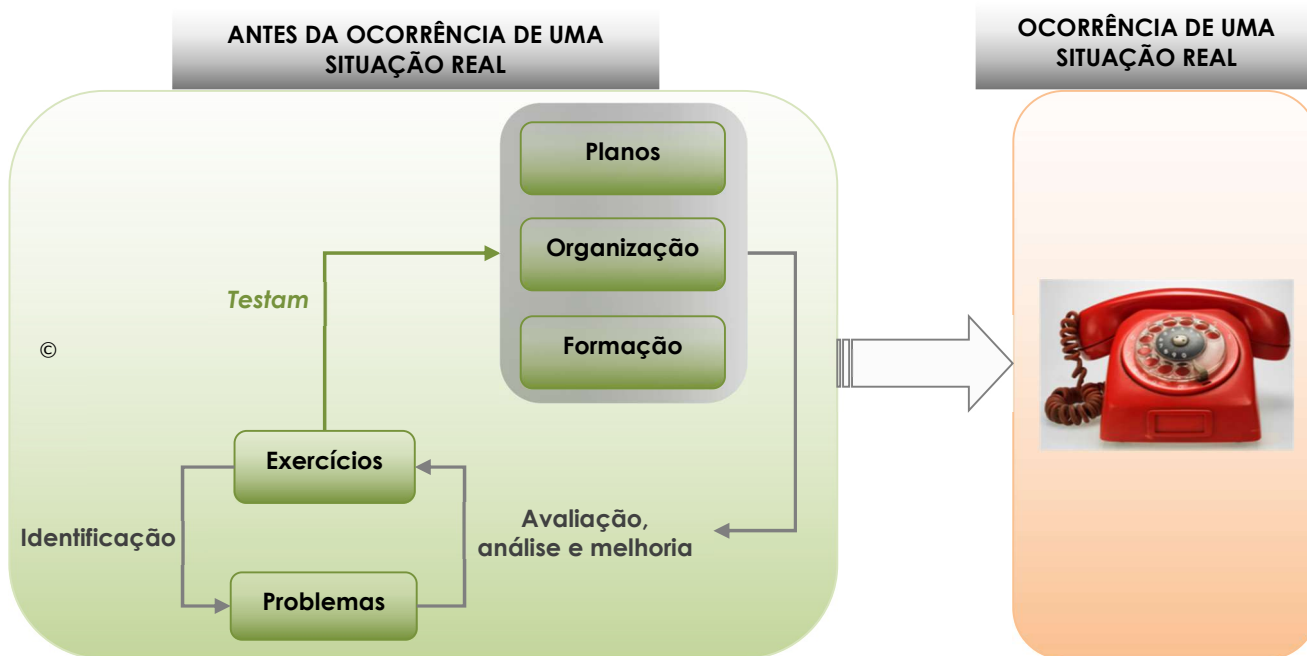 ANTES DA OCORRÊNCIA DE UMA
SITUAÇÃO REAL
OCORRÊNCIA DE UMA
SITUAÇÃO REAL
Planos
Organização
Testam
Formação
©
Exercícios
Identificação
Avaliação,
análise e melhoria
Problemas